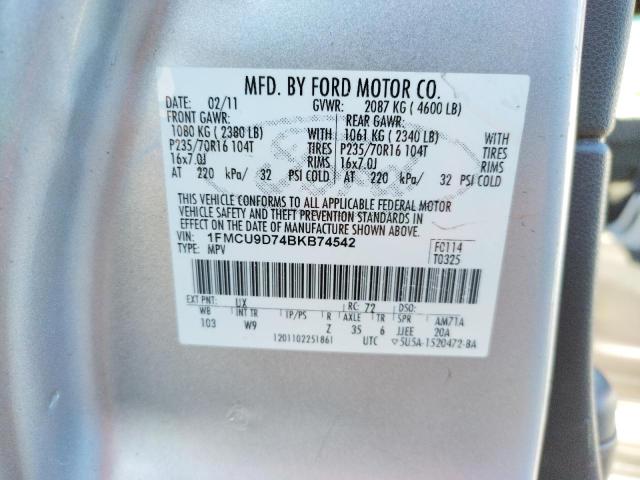 MFD. BY FORD MOTOR CO.
DATE: 02/11 GVWR: 2087 KG ( 4600 LB)
FRONT GAWR: REAR GAWR:
1080 KG ( 2380 LB) WITH 1061 KG ( 2340 LB) WITH
P235/70R16 104T TIRES P235/70R16 104T TIRES
16x7.0J RIMS 16x7.0J RIMS
AT 220 kPa/ 32 PSI COLD AT 220 kPa/ 32 PSI COLD
THIS VEHICLE CONFORMS TO ALL APPLICABLE FEDERAL MOTOR
VEHICLE SAFETY AND THEFT PREVENTION STANDARDS IN
EFFECT ON THE DATE OF MANUFACTURE SHOWN ABOVE.
VIN: 1FMCU9D74BKB74542
TYPE: MPV
FC114
T0325
EXT PNT: UX RC: 72 DSO:
WB INT TR TP/PS R AXLE TR SPR AM71A
103 W9 Z 35 6 JJEE 20A
1201102251861 UTC ▽5U5A-1520472-BA